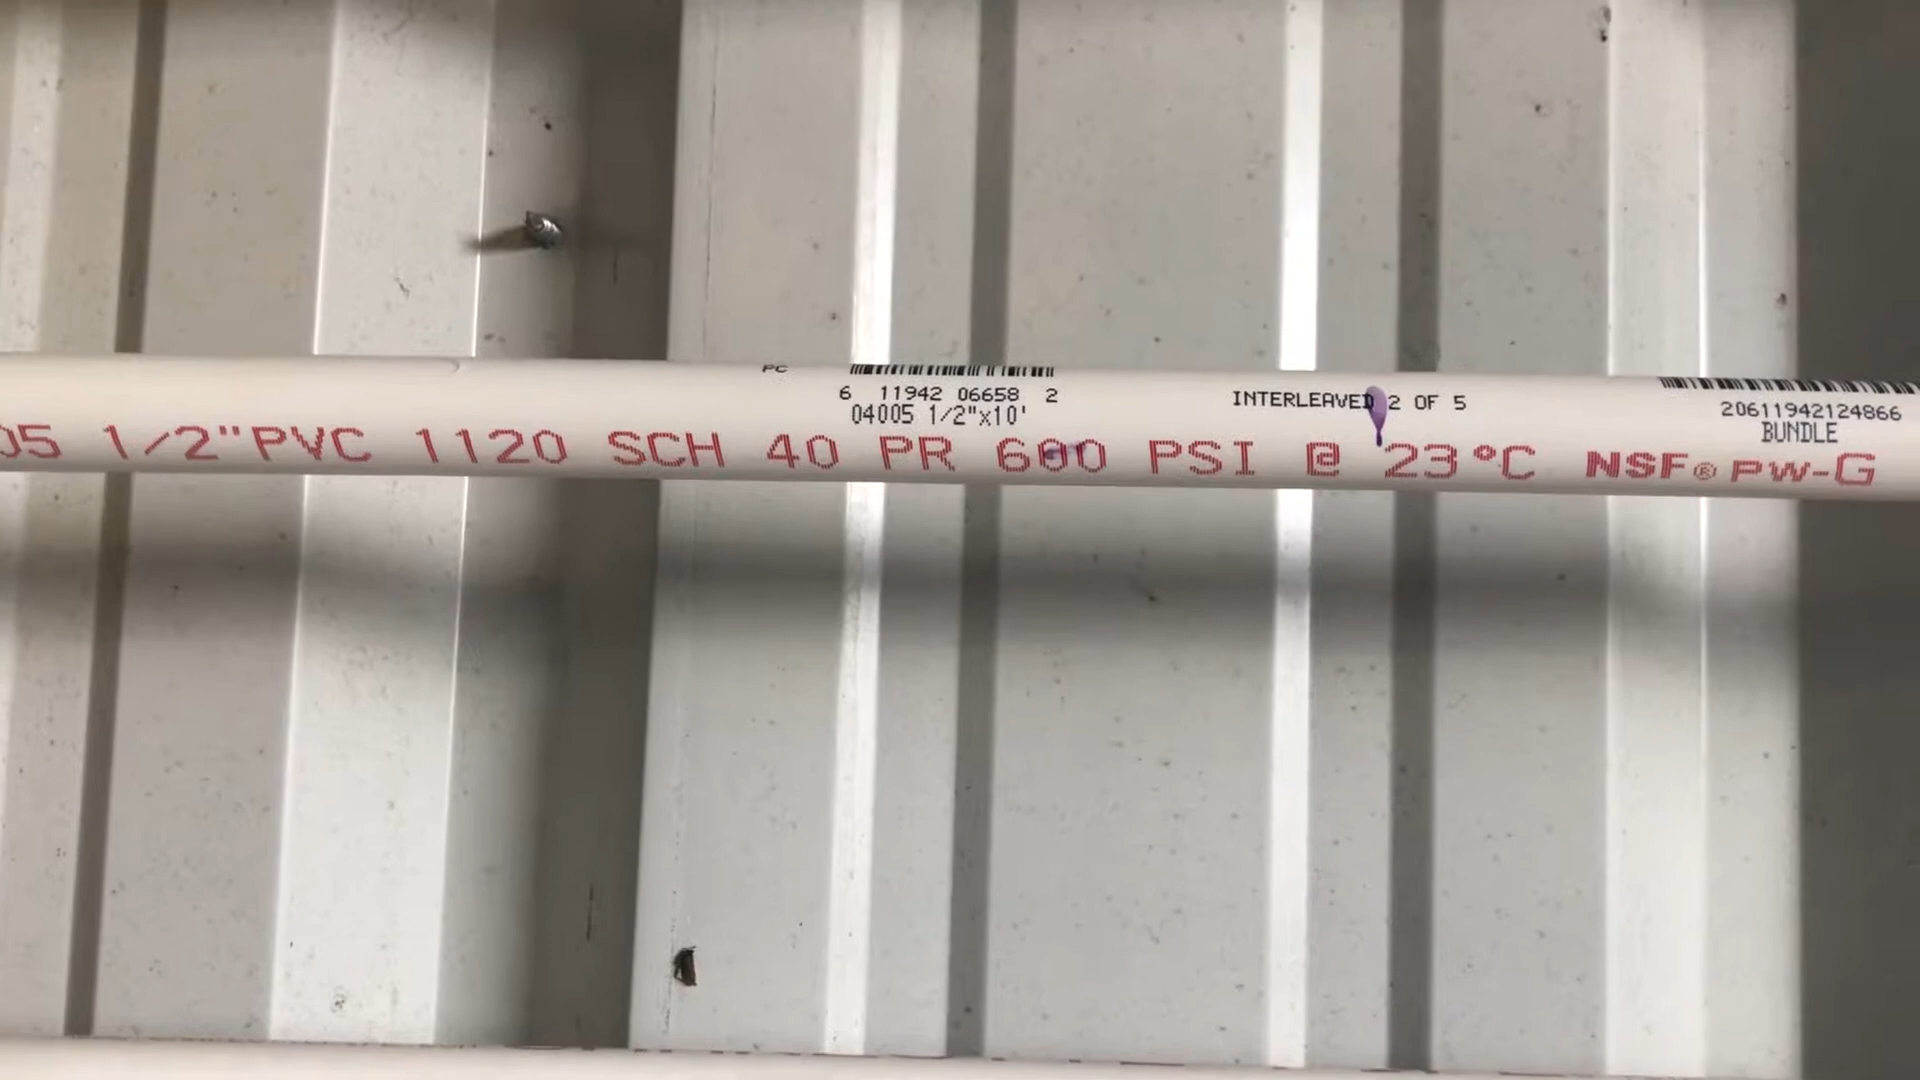 PC
6 11942 06658 2
04005 1/2"x10'
INTERLEAVED 2 OF 5
20611942124866
BUNDLE
05 1/2"PVC 1120 SCH 40 PR 600 PSI @ 23°C NSF® PW-G